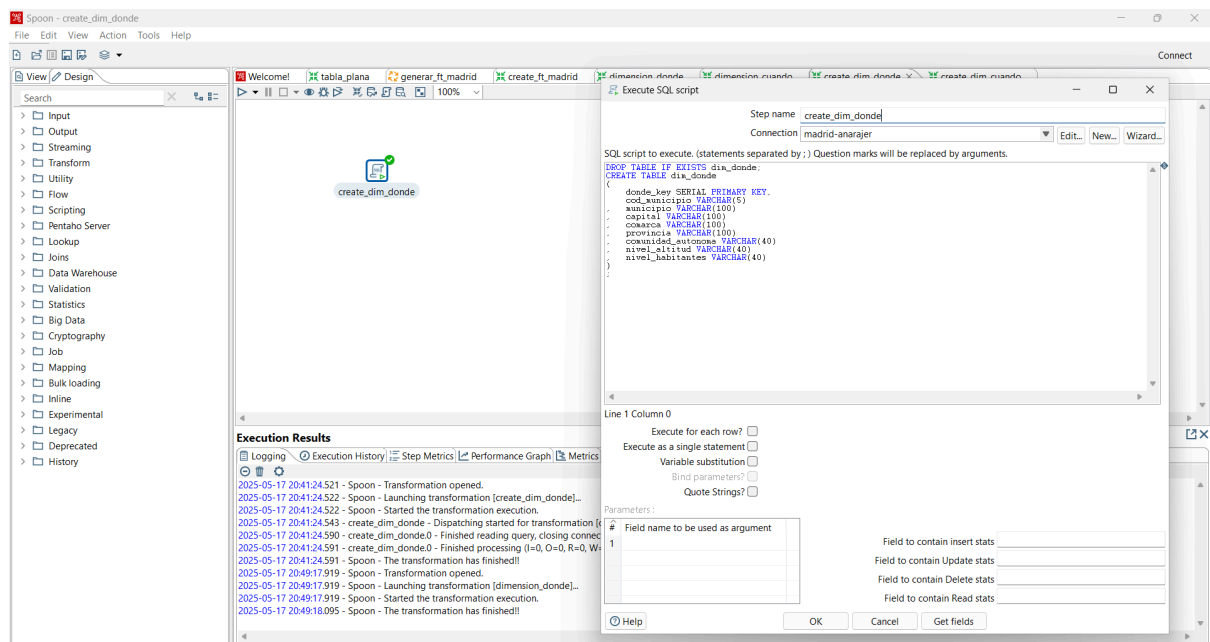 Spoon - create_dim_donde
File Edit View Action Tools Help
Connect
View Design
Search
Input
Output
Streaming
Transform
Utility
Flow
Scripting
Pentaho Server
Lookup
Joins
Data Warehouse
Validation
Statistics
Big Data
Cryptography
Job
Mapping
Bulk loading
Inline
Experimental
Legacy
Deprecated
History
Welcome! tabla_plana generar_ft_madrid create_ft_madrid dimension_donde dimension_cuando create_dim_donde create_dim_cuando
100%
create_dim_donde
Execution Results
Logging Execution History Step Metrics Performance Graph Metrics
2025-05-17 20:41:24.521 - Spoon - Transformation opened.
2025-05-17 20:41:24.522 - Spoon - Launching transformation [create_dim_donde]...
2025-05-17 20:41:24.522 - Spoon - Started the transformation execution.
2025-05-17 20:41:24.543 - create_dim_donde - Dispatching started for transformation [
2025-05-17 20:41:24.590 - create_dim_donde.0 - Finished reading query, closing connec
2025-05-17 20:41:24.591 - create_dim_donde.0 - Finished processing (I=0, O=0, R=0, W=
2025-05-17 20:41:24.591 - Spoon - The transformation has finished!!
2025-05-17 20:49:17.919 - Spoon - Transformation opened.
2025-05-17 20:49:17.919 - Spoon - Launching transformation [dimension_donde]...
2025-05-17 20:49:17.919 - Spoon - Started the transformation execution.
2025-05-17 20:49:18.095 - Spoon - The transformation has finished!!
Execute SQL script
Step name create_dim_donde
Connection madrid-anarajer Edit... New... Wizard...
SQL script to execute. (statements separated by ; ) Question marks will be replaced by arguments.
DROP TABLE IF EXISTS dim_donde;
CREATE TABLE dim_donde
(
donde_key SERIAL PRIMARY KEY,
cod_municipio VARCHAR(5)
, municipio VARCHAR(100)
, capital VARCHAR(100)
, comarca VARCHAR(100)
, provincia VARCHAR(100)
, comunidad_autonoma VARCHAR(40)
, nivel_altitud VARCHAR(40)
, nivel_habitantes VARCHAR(40)
)
;
Line 1 Column 0
Execute for each row?
Execute as a single statement
Variable substitution
Bind parameters?
Quote Strings?
Parameters :
# Field name to be used as argument
1
Field to contain insert stats
Field to contain Update stats
Field to contain Delete stats
Field to contain Read stats
Help OK Cancel Get fields